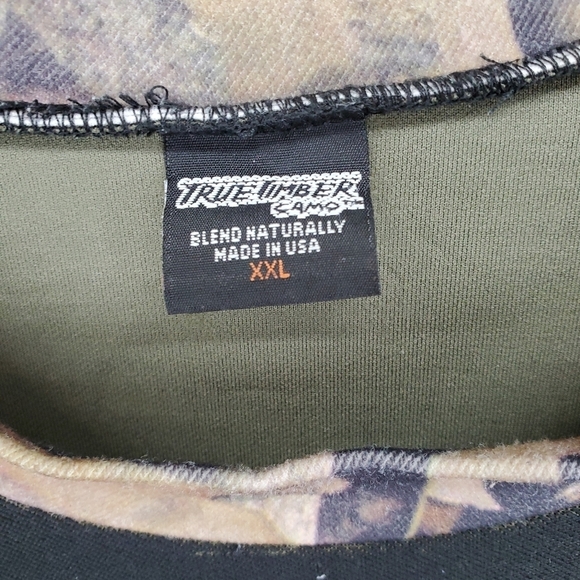 TRUE TIMBER
CAMO
BLEND NATURALLY
MADE IN USA
XXL